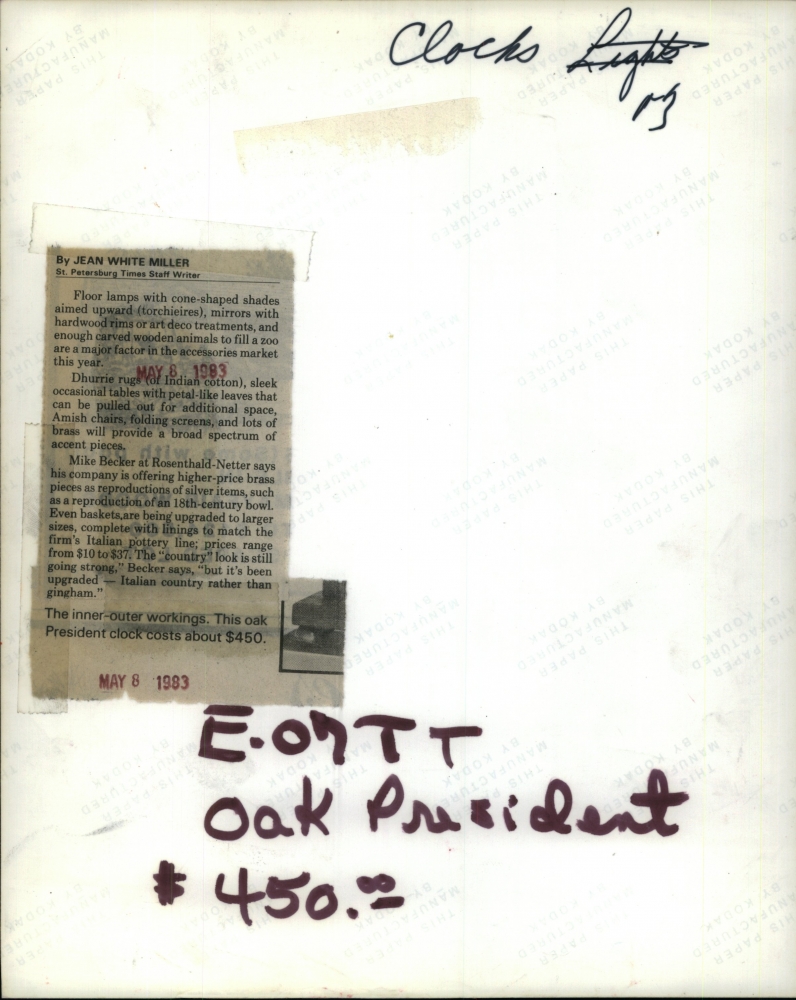 Clocks Lights
By JEAN WHITE MILLER
St. Petersburg Times Staff Writer
Floor lamps with cone-shaped shades
aimed upward (torchieires), mirrors with
hardwood rims or art deco treatments, and
enough carved wooden animals to fill a zoo
are a major factor in the accessories market
this year.
MAY 8 1983
Dhurrie rugs (of Indian cotton), sleek
occasional tables with petal-like leaves that
can be pulled out for additional space,
Amish chairs, folding screens, and lots of
brass will provide a broad spectrum of
accent pieces.
Mike Becker at Rosenthald-Netter says
his company is offering higher-price brass
pieces as reproductions of silver items, such
as a reproduction of an 18th-century bowl.
Even baskets,are being upgraded to larger
sizes, complete with linings to match the
firm's Italian pottery line; prices range
from $10 to $37. The "country" look is still
going strong," Becker says, "but it's been
upgraded — Italian country rather than
gingham."
The inner-outer workings. This oak
President clock costs about $450.
MAY 8 1983
E-07TT
Oak President
$450.00
THIS PAPER
MANUFACTURED
BY KODAK